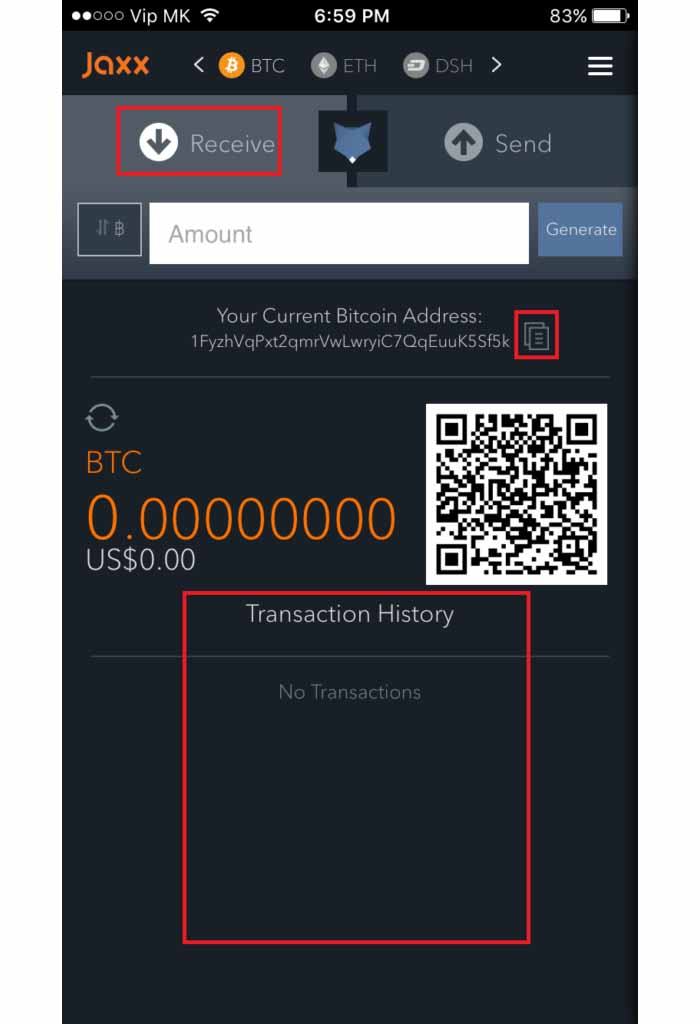 Vip MK 6:59 PM 83%
Jaxx < BTC ETH DSH >
Receive Send
Amount Generate
Your Current Bitcoin Address:
1FyzhVqPxt2qmrVwLwryiC7QqEuuK5Sf5k
BTC
0.00000000
US$0.00
Transaction History
No Transactions